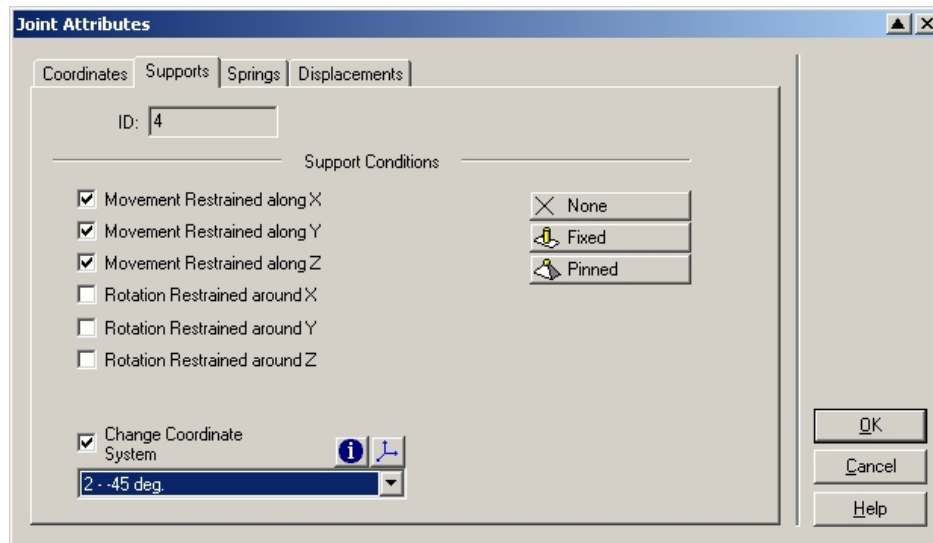 Joint Attributes
Coordinates Supports Springs Displacements
ID: 4
Support Conditions
Movement Restrained along X
Movement Restrained along Y
Movement Restrained along Z
Rotation Restrained around X
Rotation Restrained around Y
Rotation Restrained around Z
None
Fixed
Pinned
Change Coordinate
System
2 - -45 deg.
OK
Cancel
Help